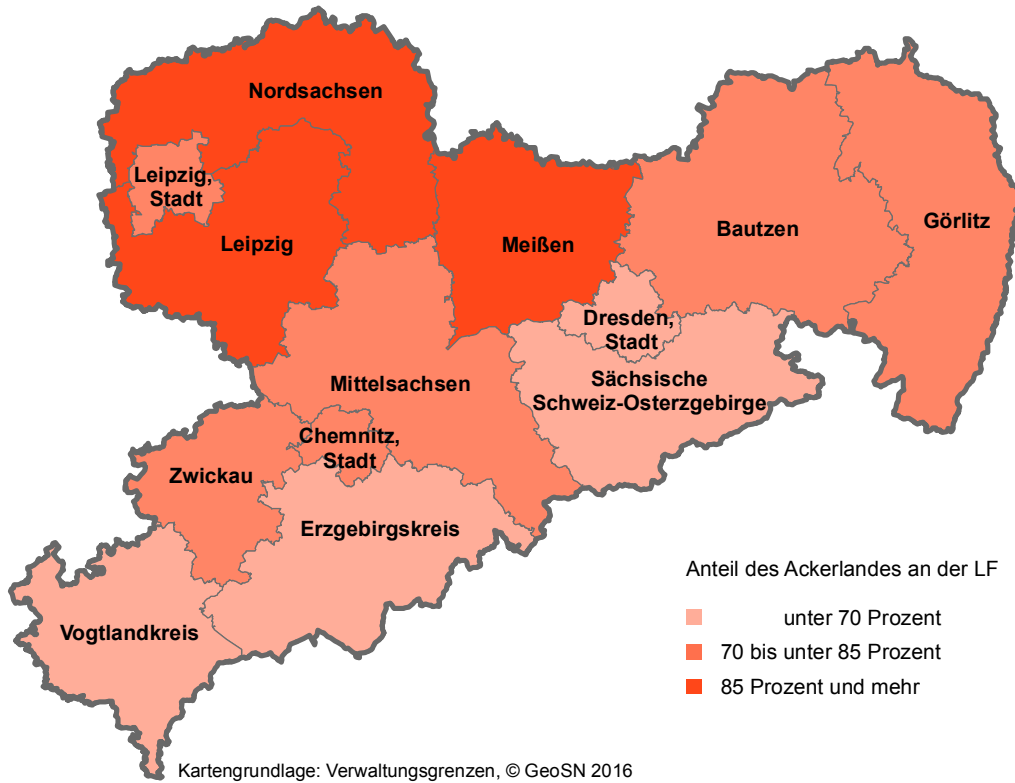 Nordsachsen
Leipzig,
Stadt
Leipzig
Meißen
Bautzen
Görlitz
Dresden,
Stadt
Sächsische
Schweiz-Osterzgebirge
Mittelsachsen
Chemnitz,
Stadt
Zwickau
Erzgebirgskreis
Vogtlandkreis
Anteil des Ackerlandes an der LF
unter 70 Prozent
70 bis unter 85 Prozent
85 Prozent und mehr
Kartengrundlage: Verwaltungsgrenzen, © GeoSN 2016